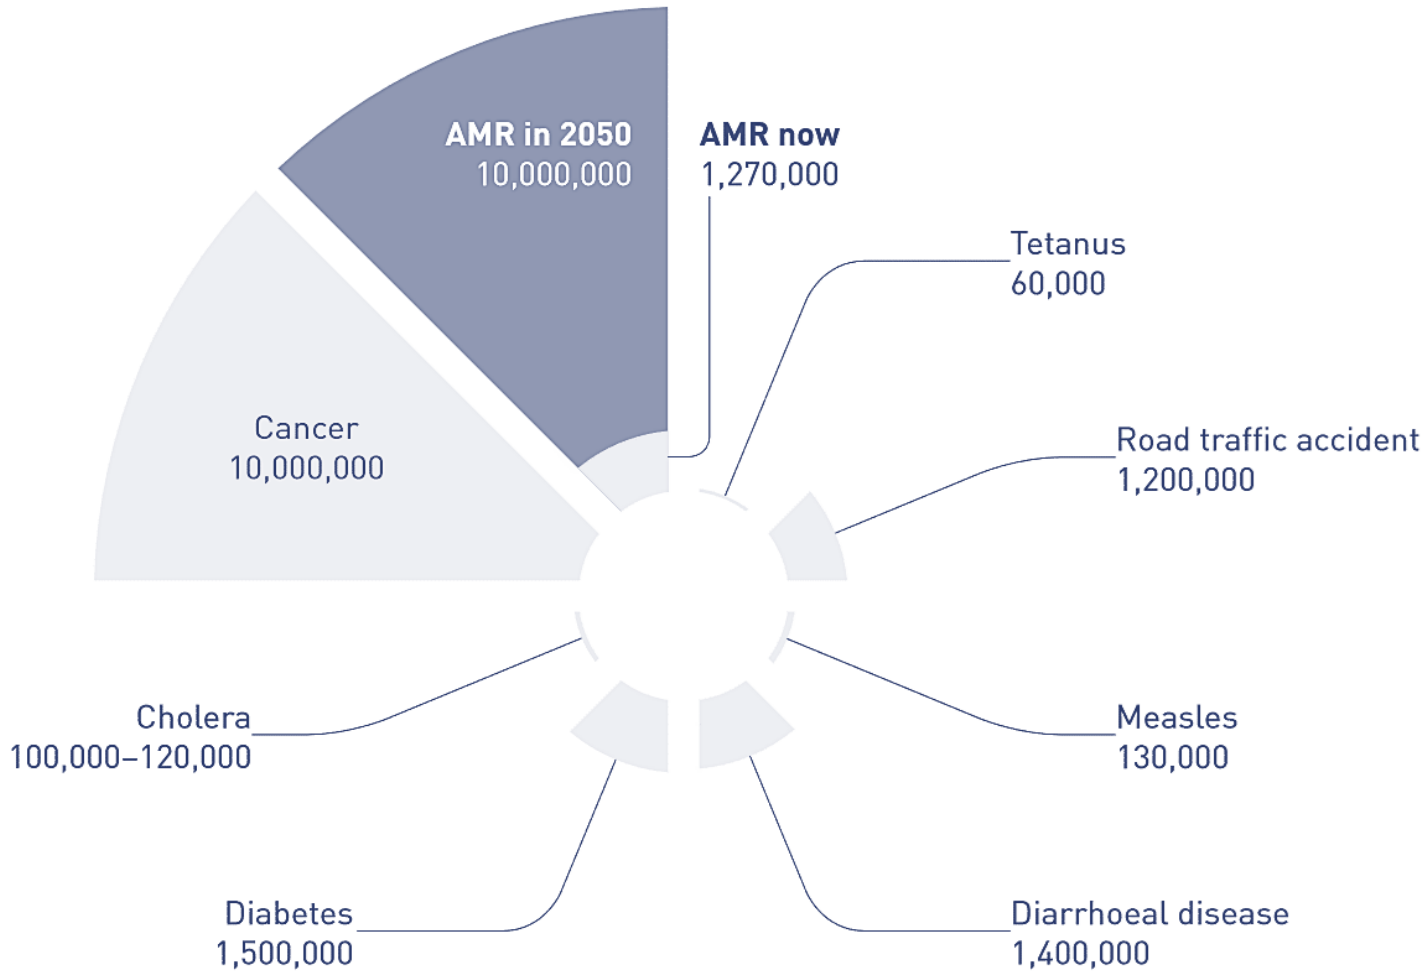 AMR in 2050
10,000,000
AMR now
1,270,000
Tetanus
60,000
Road traffic accident
1,200,000
Cancer
10,000,000
Cholera
100,000–120,000
Measles
130,000
Diabetes
1,500,000
Diarrhoeal disease
1,400,000